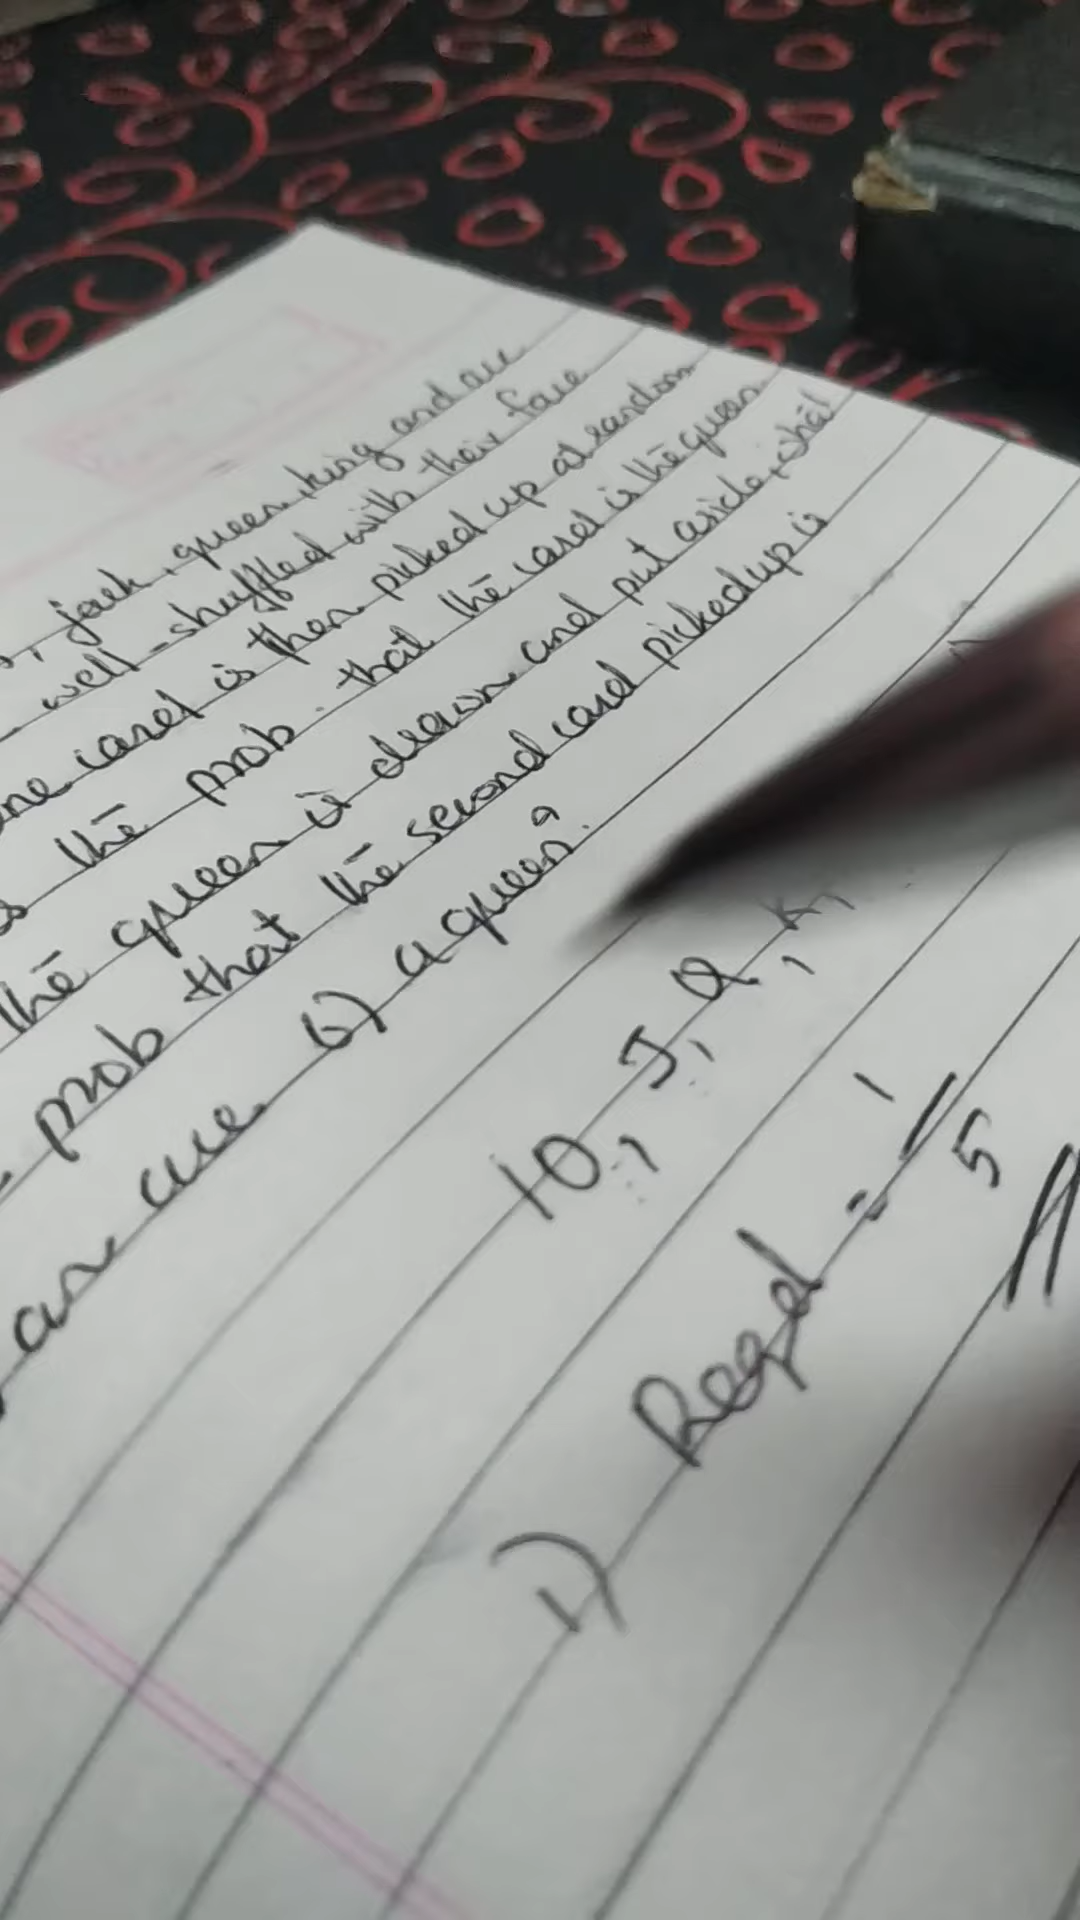 , jack, queen, king and ace
well-shuffled with their face
one card is then picked up at random
the prob. that the card is the queen
the queen is drawn and put aside, what
prob that the second card picked up is
an ace b) a queen?
10, J, Q, K,
1) Reqd = 1/5